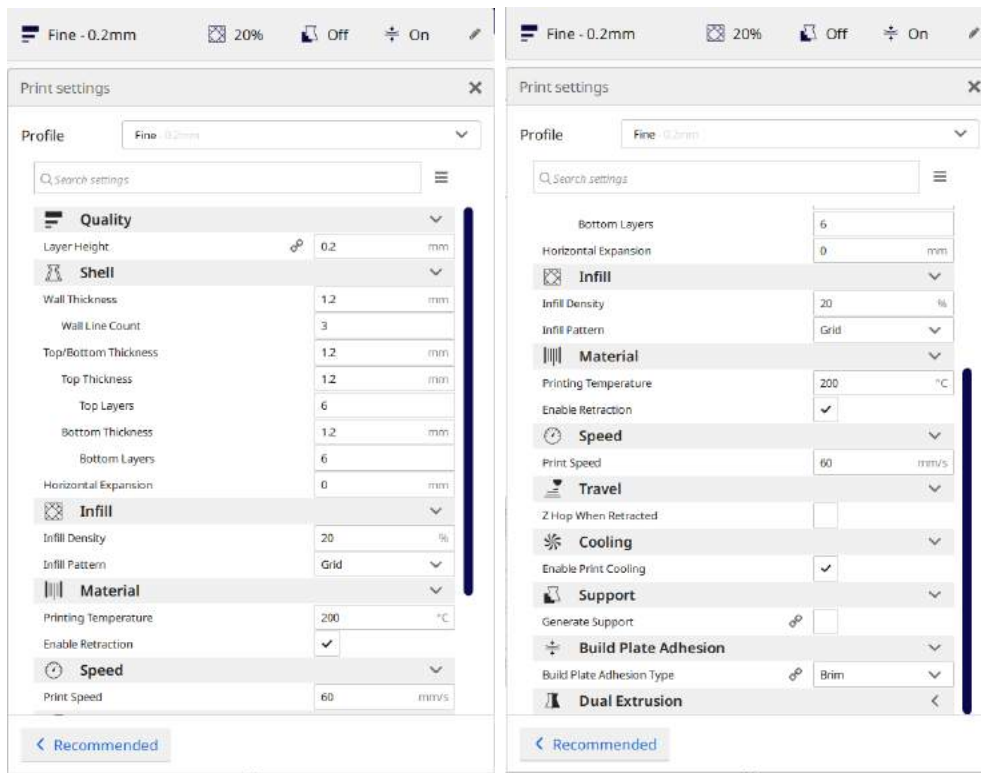 Fine - 0.2mm 20% Off On
Print settings
Profile Fine - 0.2mm
Search settings
Quality
Layer Height 0.2 mm
Shell
Wall Thickness 1.2 mm
Wall Line Count 3
Top/Bottom Thickness 1.2 mm
Top Thickness 1.2 mm
Top Layers 6
Bottom Thickness 1.2 mm
Bottom Layers 6
Horizontal Expansion 0 mm
Infill
Infill Density 20 %
Infill Pattern Grid
Material
Printing Temperature 200 °C
Enable Retraction
Speed
Print Speed 60 mm/s
Recommended
Fine - 0.2mm 20% Off On
Print settings
Profile Fine - 0.2mm
Search settings
Bottom Layers 6
Horizontal Expansion 0 mm
Infill
Infill Density 20 %
Infill Pattern Grid
Material
Printing Temperature 200 °C
Enable Retraction
Speed
Print Speed 60 mm/s
Travel
Z Hop When Retracted
Cooling
Enable Print Cooling
Support
Generate Support
Build Plate Adhesion
Build Plate Adhesion Type Brim
Dual Extrusion
Recommended